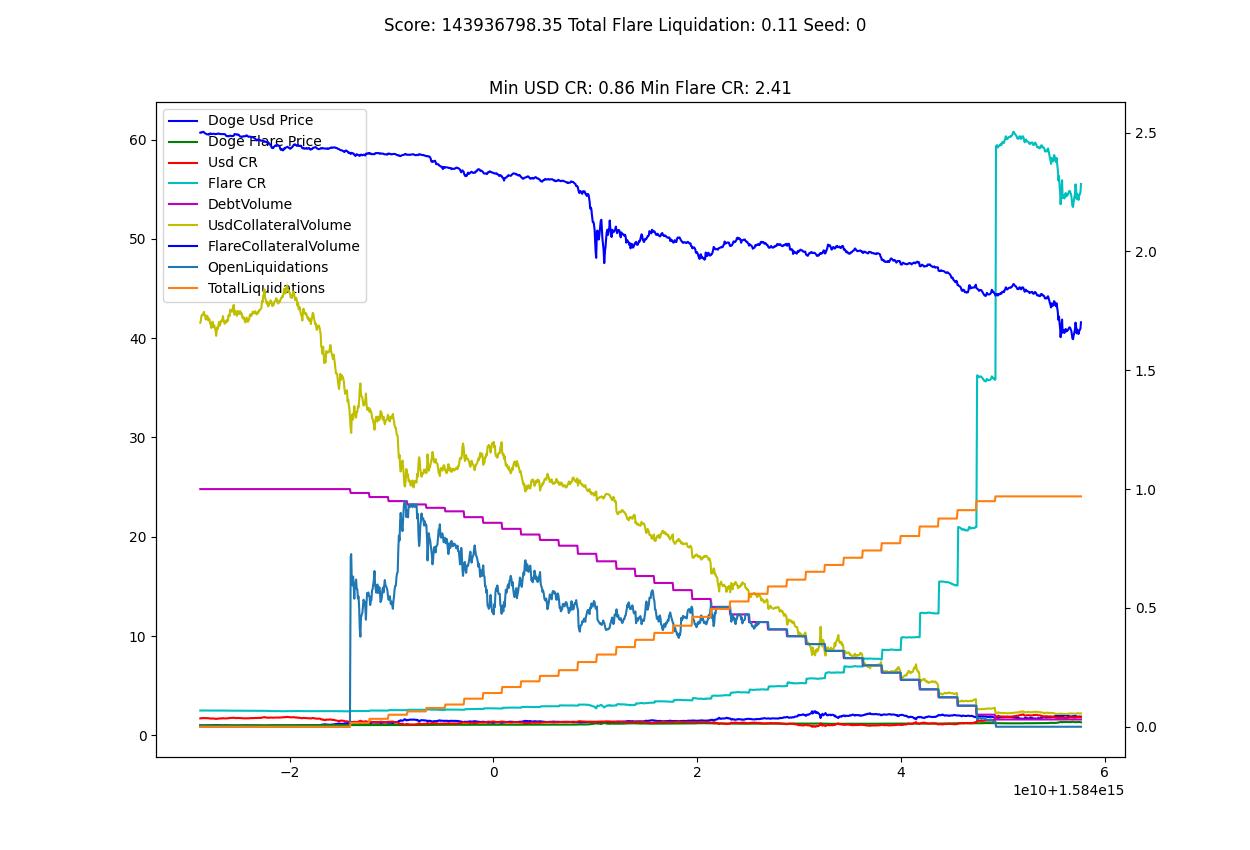 Score: 143936798.35 Total Flare Liquidation: 0.11 Seed: 0
Min USD CR: 0.86 Min Flare CR: 2.41
Doge Usd Price
Doge Flare Price
Usd CR
Flare CR
DebtVolume
UsdCollateralVolume
FlareCollateralVolume
OpenLiquidations
TotalLiquidations
60
50
40
30
20
10
0
2.5
2.0
1.5
1.0
0.5
0.0
−2
0
2
4
6
1e10+1.584e15